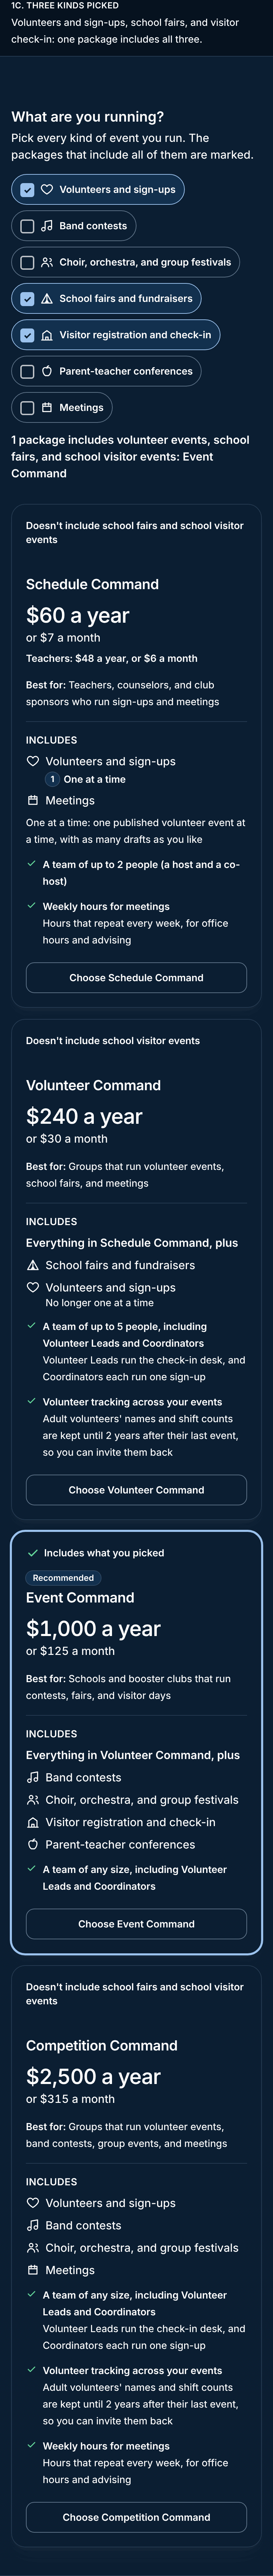 1C. THREE KINDS PICKED
Volunteers and sign-ups, school fairs, and visitor
check-in: one package includes all three.
What are you running?
Pick every kind of event you run. The
packages that include all of them are marked.
Volunteers and sign-ups
Band contests
Choir, orchestra, and group festivals
School fairs and fundraisers
Visitor registration and check-in
Parent-teacher conferences
Meetings
1 package includes volunteer events, school
fairs, and school visitor events: Event
Command
Doesn't include school fairs and school visitor
events
Schedule Command
$60 a year
or $7 a month
Teachers: $48 a year, or $6 a month
Best for: Teachers, counselors, and club
sponsors who run sign-ups and meetings
INCLUDES
Volunteers and sign-ups
1 One at a time
Meetings
One at a time: one published volunteer event at
a time, with as many drafts as you like
A team of up to 2 people (a host and a co-
host)
Weekly hours for meetings
Hours that repeat every week, for office
hours and advising
Choose Schedule Command
Doesn't include school visitor events
Volunteer Command
$240 a year
or $30 a month
Best for: Groups that run volunteer events,
school fairs, and meetings
INCLUDES
Everything in Schedule Command, plus
School fairs and fundraisers
Volunteers and sign-ups
No longer one at a time
A team of up to 5 people, including
Volunteer Leads and Coordinators
Volunteer Leads run the check-in desk, and
Coordinators each run one sign-up
Volunteer tracking across your events
Adult volunteers' names and shift counts
are kept until 2 years after their last event,
so you can invite them back
Choose Volunteer Command
Includes what you picked
Recommended
Event Command
$1,000 a year
or $125 a month
Best for: Schools and booster clubs that run
contests, fairs, and visitor days
INCLUDES
Everything in Volunteer Command, plus
Band contests
Choir, orchestra, and group festivals
Visitor registration and check-in
Parent-teacher conferences
A team of any size, including Volunteer
Leads and Coordinators
Choose Event Command
Doesn't include school fairs and school visitor
events
Competition Command
$2,500 a year
or $315 a month
Best for: Groups that run volunteer events,
band contests, group events, and meetings
INCLUDES
Volunteers and sign-ups
Band contests
Choir, orchestra, and group festivals
Meetings
A team of any size, including Volunteer
Leads and Coordinators
Volunteer Leads run the check-in desk, and
Coordinators each run one sign-up
Volunteer tracking across your events
Adult volunteers' names and shift counts
are kept until 2 years after their last event,
so you can invite them back
Weekly hours for meetings
Hours that repeat every week, for office
hours and advising
Choose Competition Command